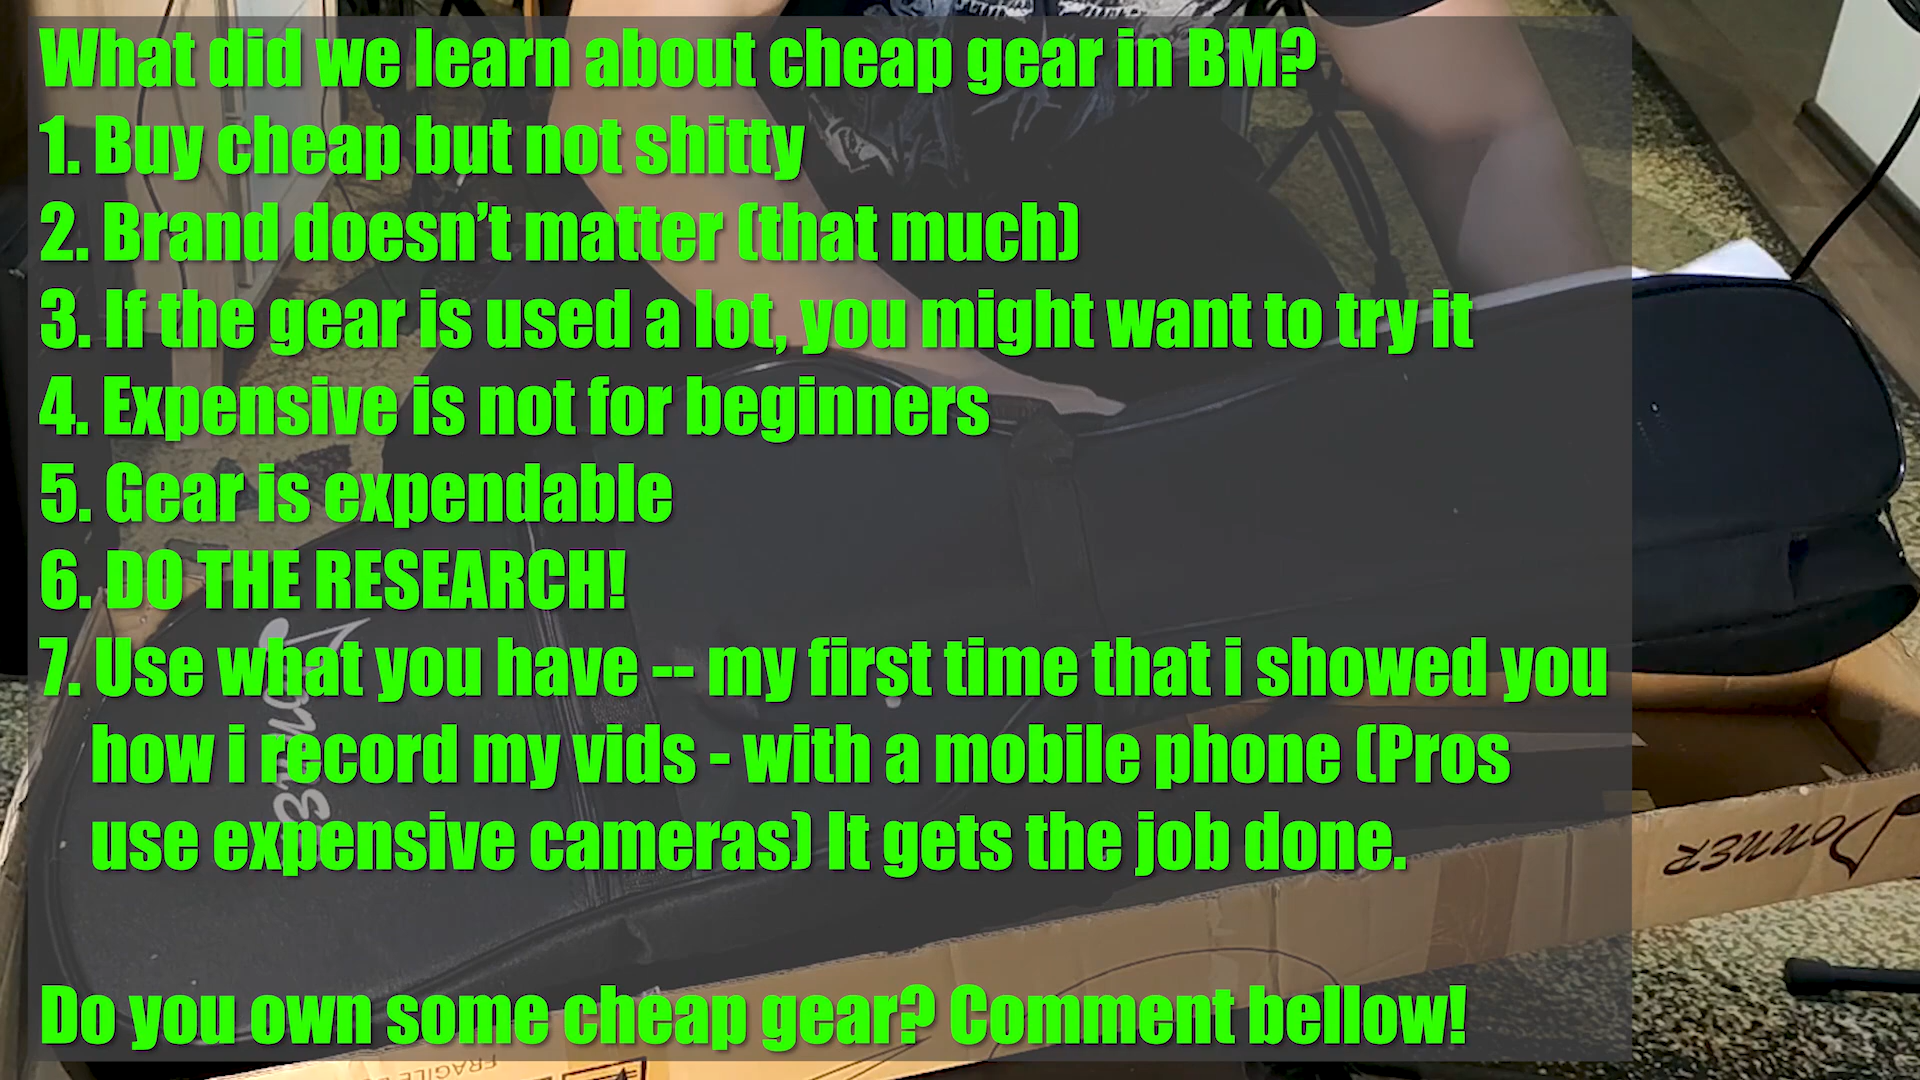 What did we learn about cheap gear in BM?
1. Buy cheap but not shitty
2. Brand doesn’t matter (that much)
3. If the gear is used a lot, you might want to try it
4. Expensive is not for beginners
5. Gear is expendable
6. DO THE RESEARCH!
7. Use what you have -- my first time that i showed you
how i record my vids - with a mobile phone (Pros
use expensive cameras) It gets the job done.
Donner
DONNER
Do you own some cheap gear? Comment bellow!
FRAGILE